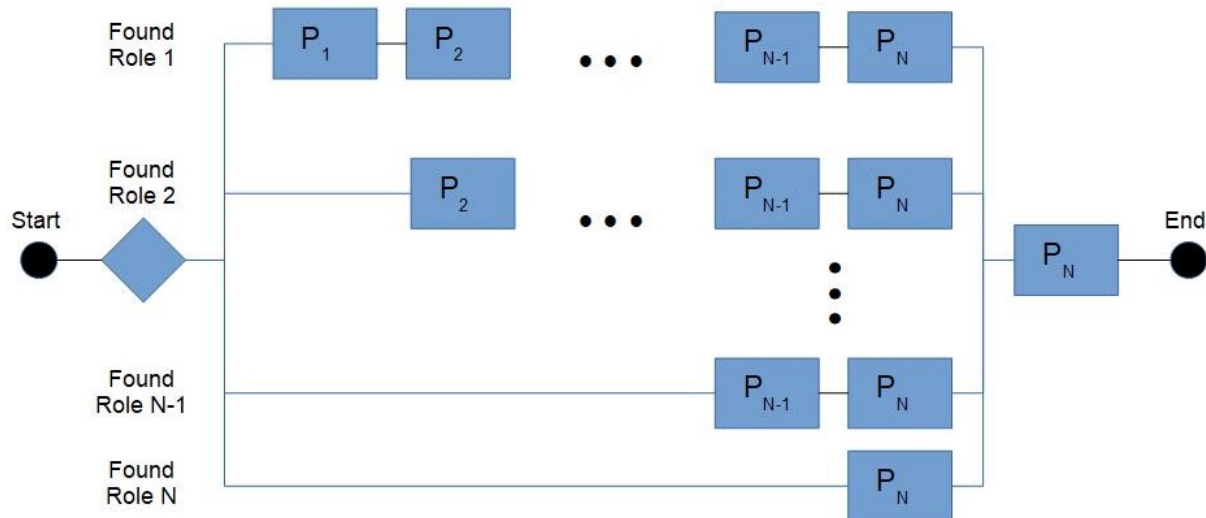 Found
Role 1
P1 P2 ••• PN-1 PN
Found
Role 2
P2 ••• PN-1 PN
Start
End
PN
Found
Role N-1
PN-1 PN
Found
Role N
PN